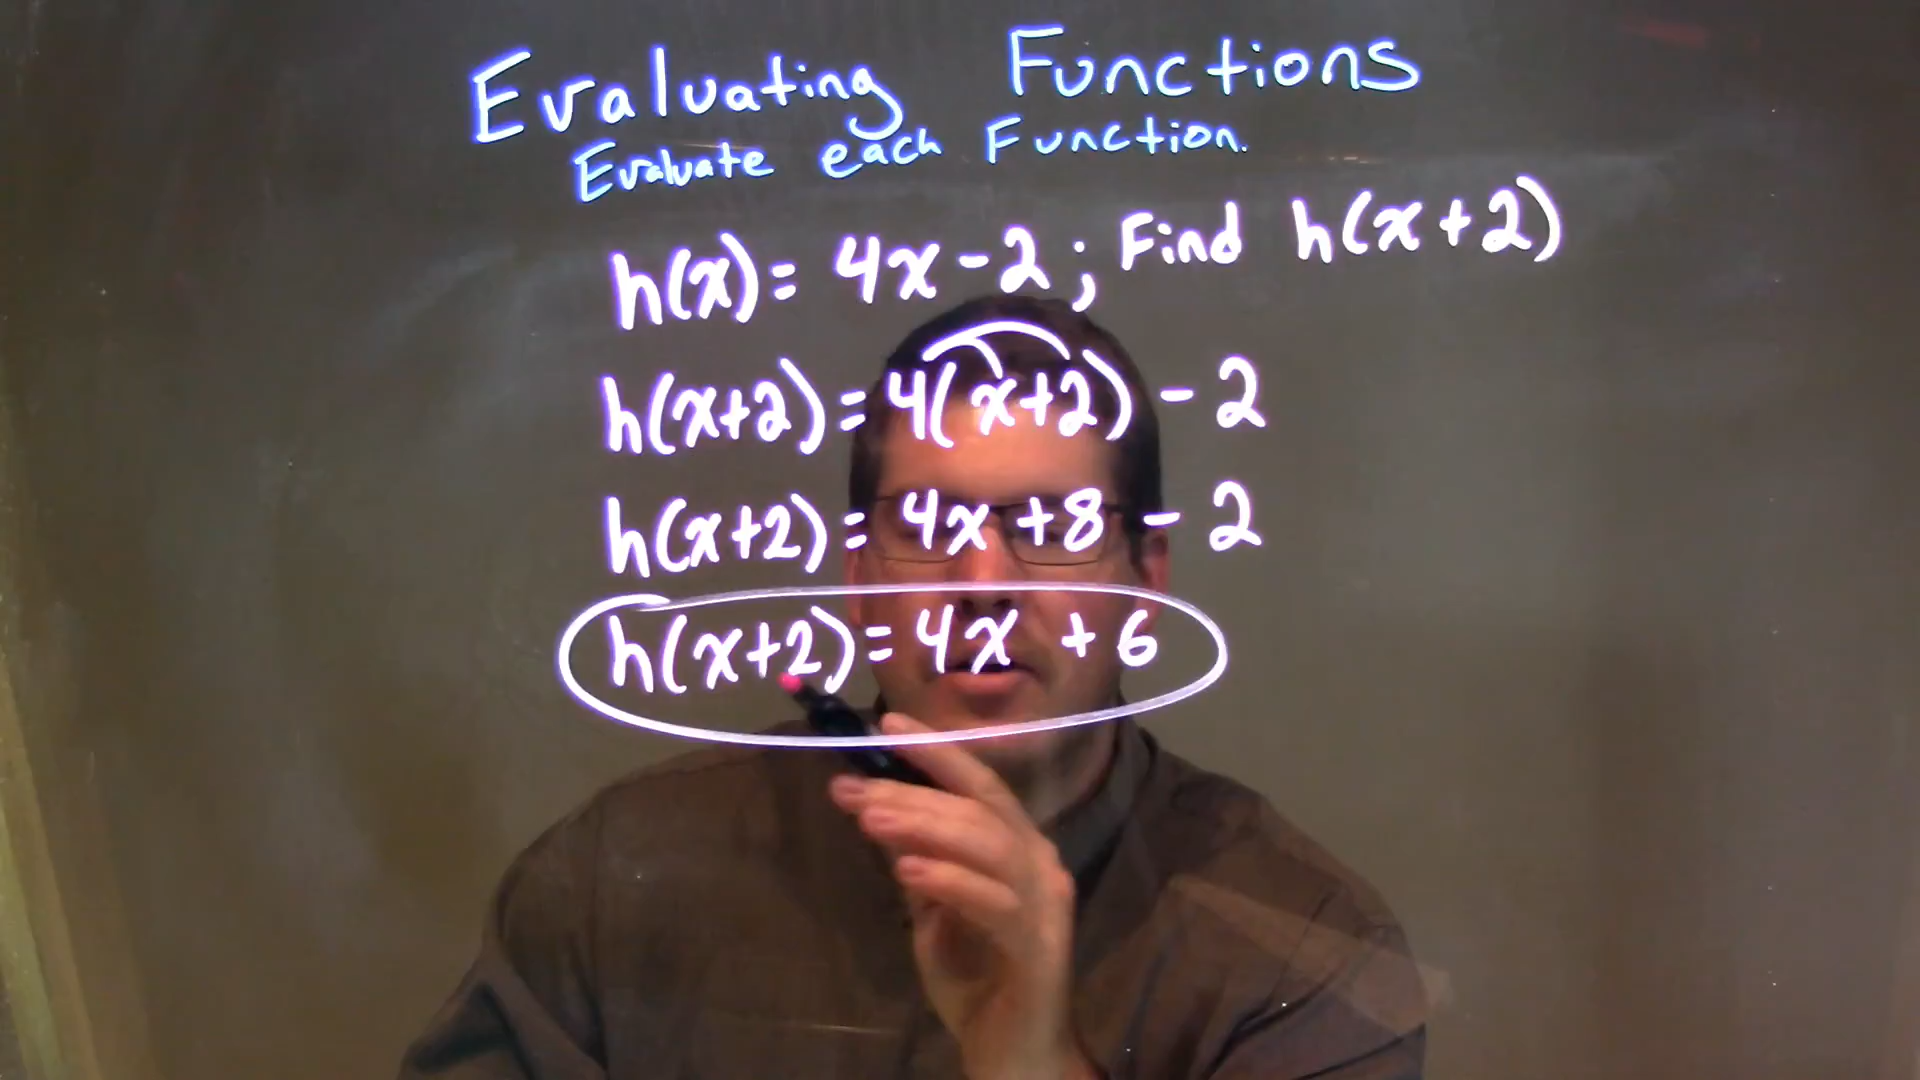 Evaluating Functions
Evaluate each Function.
h(x) = 4x - 2 ; Find h(x+2)
h(x+2) = 4(x+2) - 2
h(x+2) = 4x + 8 - 2
h(x+2) = 4x + 6